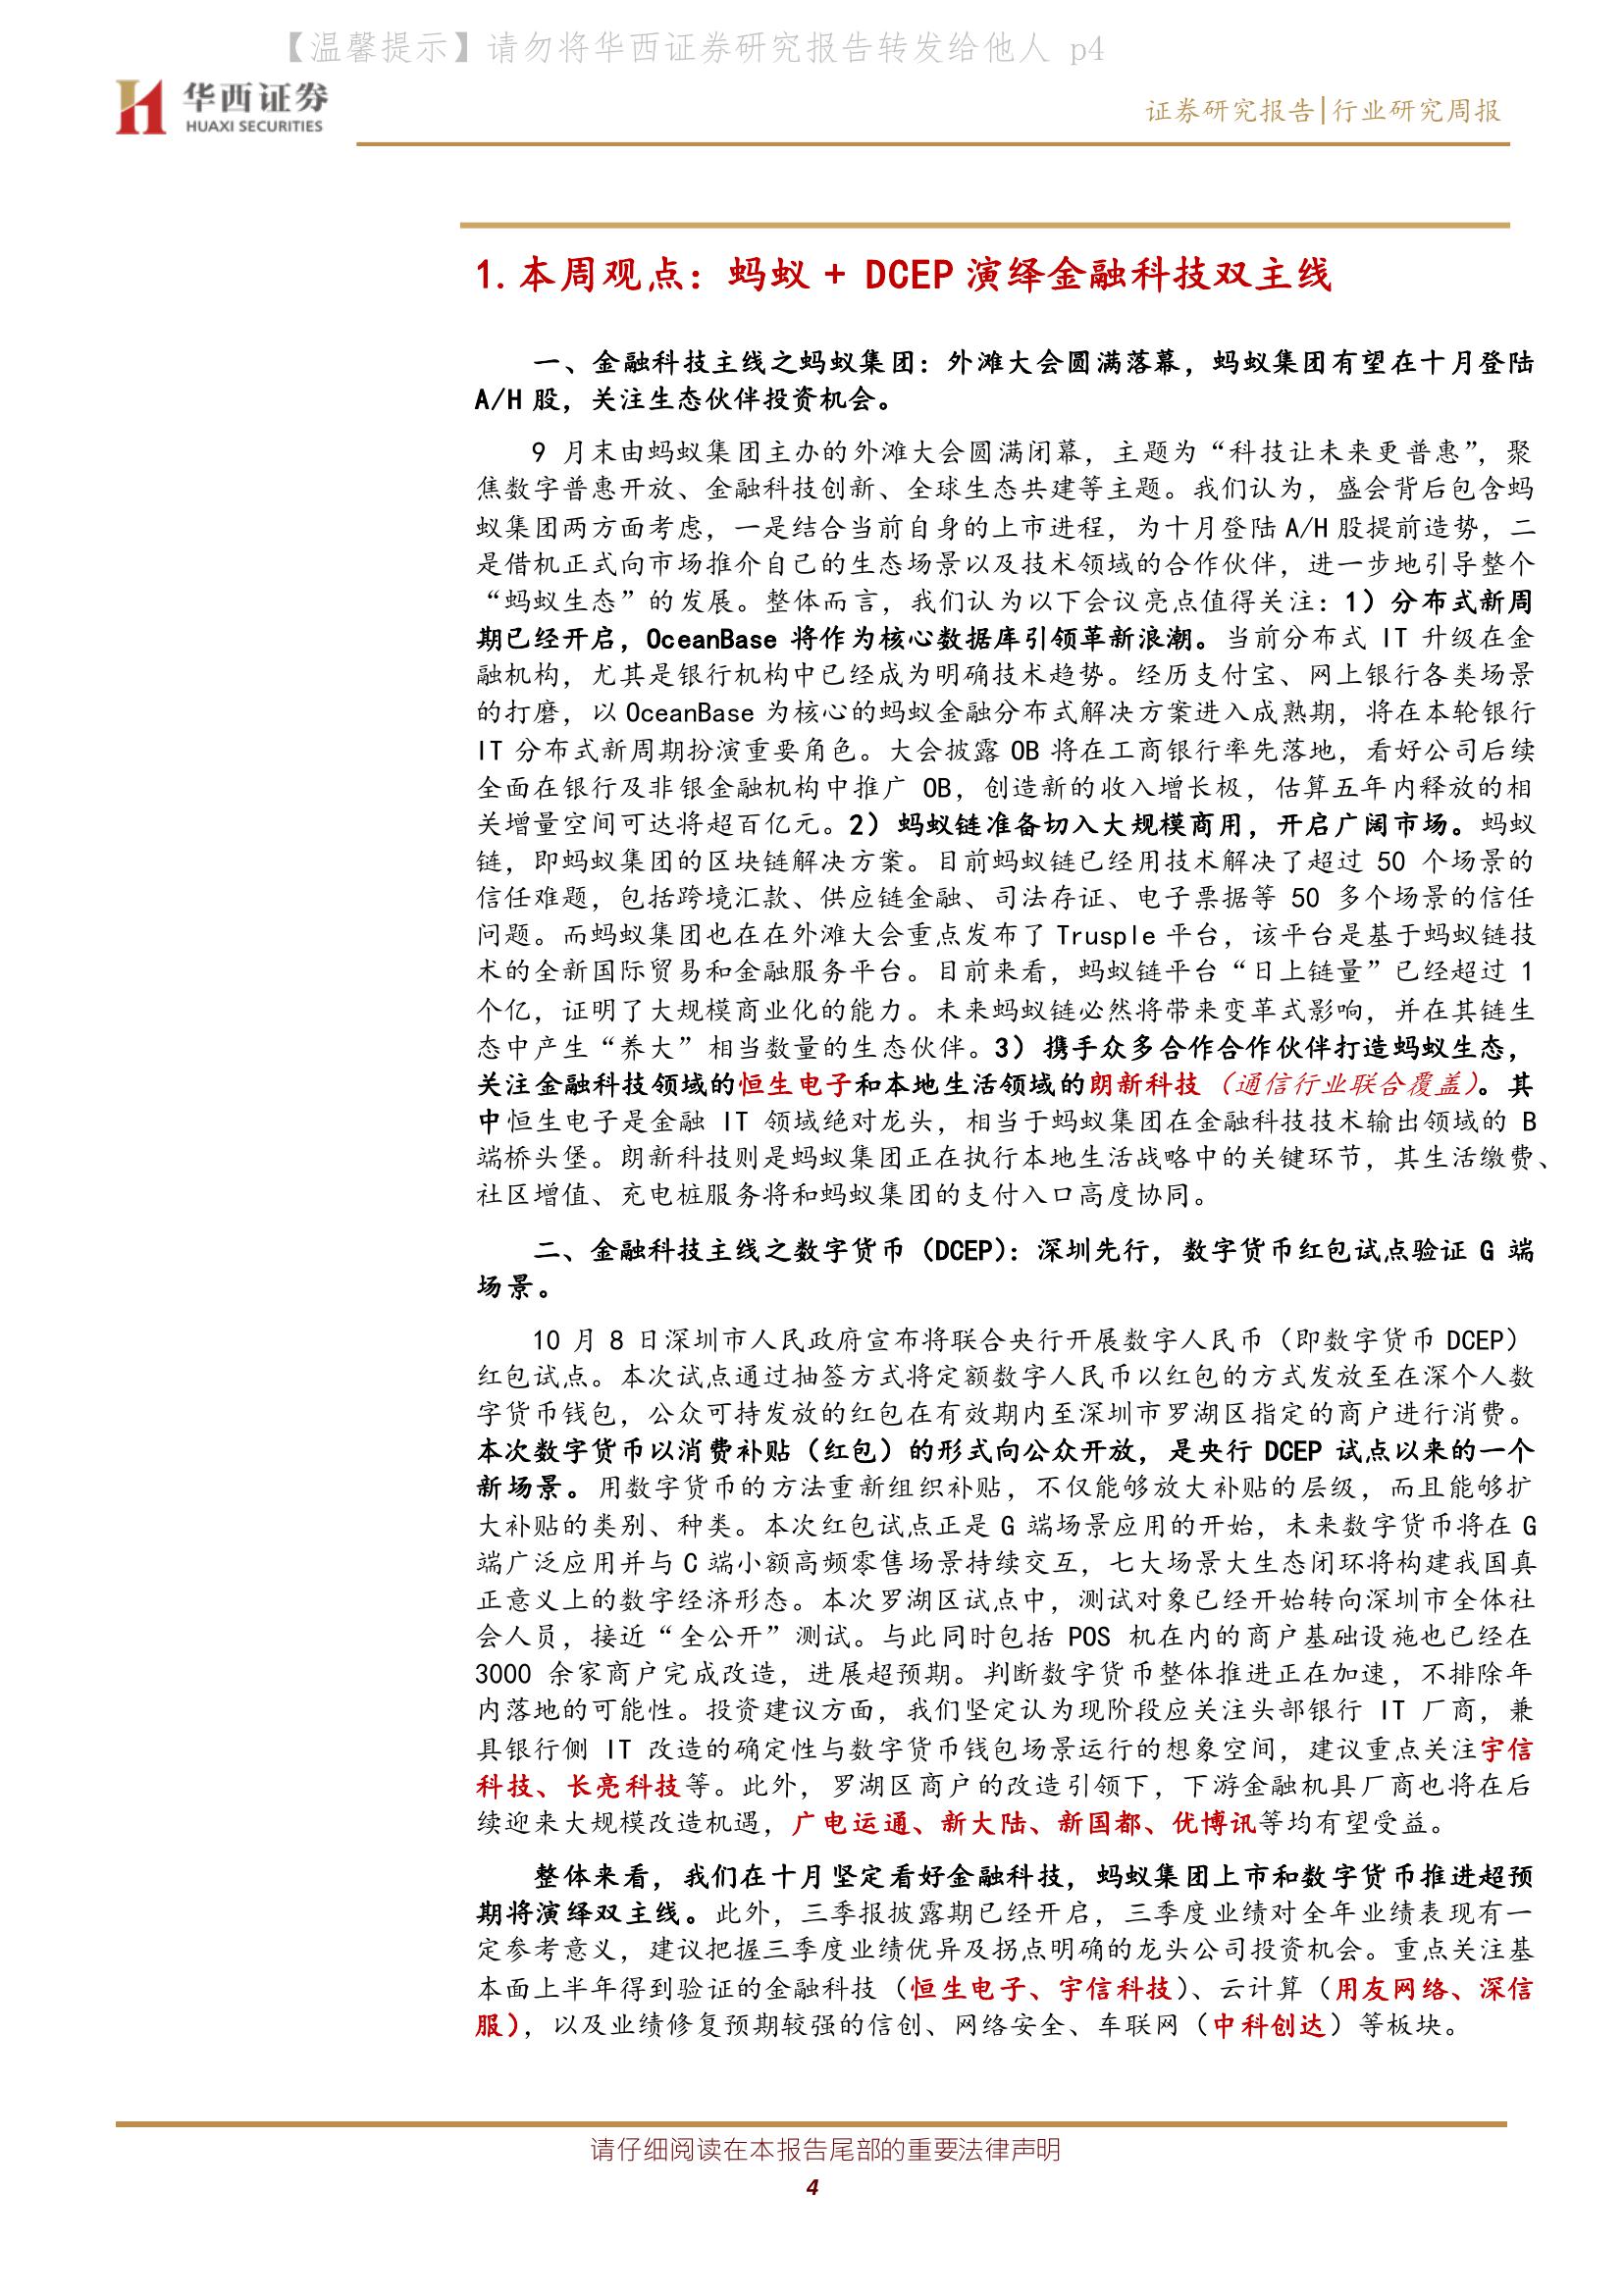 【温馨提示】请勿将华西证券研究报告转发给他人 p4
华西证券
HUAXI SECURITIES
证券研究报告|行业研究周报
1. 本周观点：蚂蚁 + DCEP 演绎金融科技双主线
一、金融科技主线之蚂蚁集团：外滩大会圆满落幕，蚂蚁集团有望在十月登陆
A/H 股，关注生态伙伴投资机会。
9 月末由蚂蚁集团主办的外滩大会圆满闭幕，主题为“科技让未来更普惠”，聚
焦数字普惠开放、金融科技创新、全球生态共建等主题。我们认为，盛会背后包含蚂
蚁集团两方面考虑，一是结合当前自身的上市进程，为十月登陆 A/H 股提前造势，二
是借机正式向市场推介自己的生态场景以及技术领域的合作伙伴，进一步地引导整个
“蚂蚁生态”的发展。整体而言，我们认为以下会议亮点值得关注：1）分布式新周
期已经开启，OceanBase 将作为核心数据库引领革新浪潮。当前分布式 IT 升级在金
融机构，尤其是银行机构中已经成为明确技术趋势。经历支付宝、网上银行各类场景
的打磨，以 OceanBase 为核心的蚂蚁金融分布式解决方案进入成熟期，将在本轮银行
IT 分布式新周期扮演重要角色。大会披露 OB 将在工商银行率先落地，看好公司后续
全面在银行及非银金融机构中推广 OB，创造新的收入增长极，估算五年内释放的相
关增量空间可达将超百亿元。2）蚂蚁链准备切入大规模商用，开启广阔市场。蚂蚁
链，即蚂蚁集团的区块链解决方案。目前蚂蚁链已经用技术解决了超过 50 个场景的
信任难题，包括跨境汇款、供应链金融、司法存证、电子票据等 50 多个场景的信任
问题。而蚂蚁集团也在在外滩大会重点发布了 Trusple 平台，该平台是基于蚂蚁链技
术的全新国际贸易和金融服务平台。目前来看，蚂蚁链平台“日上链量”已经超过 1
个亿，证明了大规模商业化的能力。未来蚂蚁链必然将带来变革式影响，并在其链生
态中产生“养大”相当数量的生态伙伴。3）携手众多合作合作伙伴打造蚂蚁生态，
关注金融科技领域的恒生电子和本地生活领域的朗新科技（通信行业联合覆盖）。其
中恒生电子是金融 IT 领域绝对龙头，相当于蚂蚁集团在金融科技技术输出领域的 B
端桥头堡。朗新科技则是蚂蚁集团正在执行本地生活战略中的关键环节，其生活缴费、
社区增值、充电桩服务将和蚂蚁集团的支付入口高度协同。
二、金融科技主线之数字货币（DCEP）：深圳先行，数字货币红包试点验证 G 端
场景。
10 月 8 日深圳市人民政府宣布将联合央行开展数字人民币（即数字货币 DCEP）
红包试点。本次试点通过抽签方式将定额数字人民币以红包的方式发放至在深个人数
字货币钱包，公众可持发放的红包在有效期内至深圳市罗湖区指定的商户进行消费。
本次数字货币以消费补贴（红包）的形式向公众开放，是央行 DCEP 试点以来的一个
新场景。用数字货币的方法重新组织补贴，不仅能够放大补贴的层级，而且能够扩
大补贴的类别、种类。本次红包试点正是 G 端场景应用的开始，未来数字货币将在 G
端广泛应用并与 C 端小额高频零售场景持续交互，七大场景大生态闭环将构建我国真
正意义上的数字经济形态。本次罗湖区试点中，测试对象已经开始转向深圳市全体社
会人员，接近“全公开”测试。与此同时包括 POS 机在内的商户基础设施也已经在
3000 余家商户完成改造，进展超预期。判断数字货币整体推进正在加速，不排除年
内落地的可能性。投资建议方面，我们坚定认为现阶段应关注头部银行 IT 厂商，兼
具银行侧 IT 改造的确定性与数字货币钱包场景运行的想象空间，建议重点关注宇信
科技、长亮科技等。此外，罗湖区商户的改造引领下，下游金融机具厂商也将在后
续迎来大规模改造机遇，广电运通、新大陆、新国都、优博讯等均有望受益。
整体来看，我们在十月坚定看好金融科技，蚂蚁集团上市和数字货币推进超预
期将演绎双主线。此外，三季报披露期已经开启，三季度业绩对全年业绩表现有一
定参考意义，建议把握三季度业绩优异及拐点明确的龙头公司投资机会。重点关注基
本面上半年得到验证的金融科技（恒生电子、宇信科技）、云计算（用友网络、深信
服），以及业绩修复预期较强的信创、网络安全、车联网（中科创达）等板块。
请仔细阅读在本报告尾部的重要法律声明
4